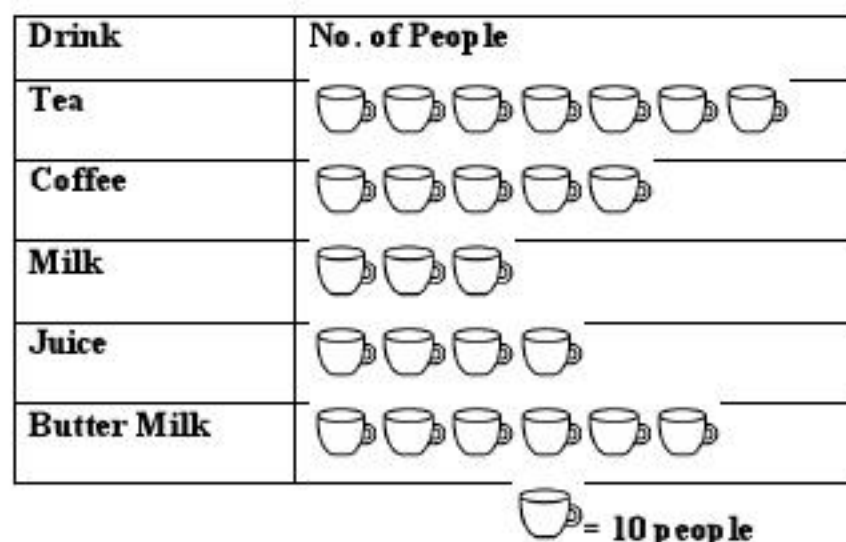 Drink No. of People
Tea
Coffee
Milk
Juice
Butter Milk
= 10 people